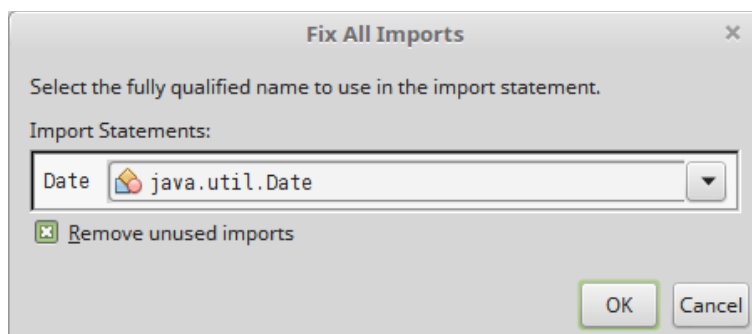 Fix All Imports
Select the fully qualified name to use in the import statement.
Import Statements:
Date java.util.Date
Remove unused imports
OK Cancel